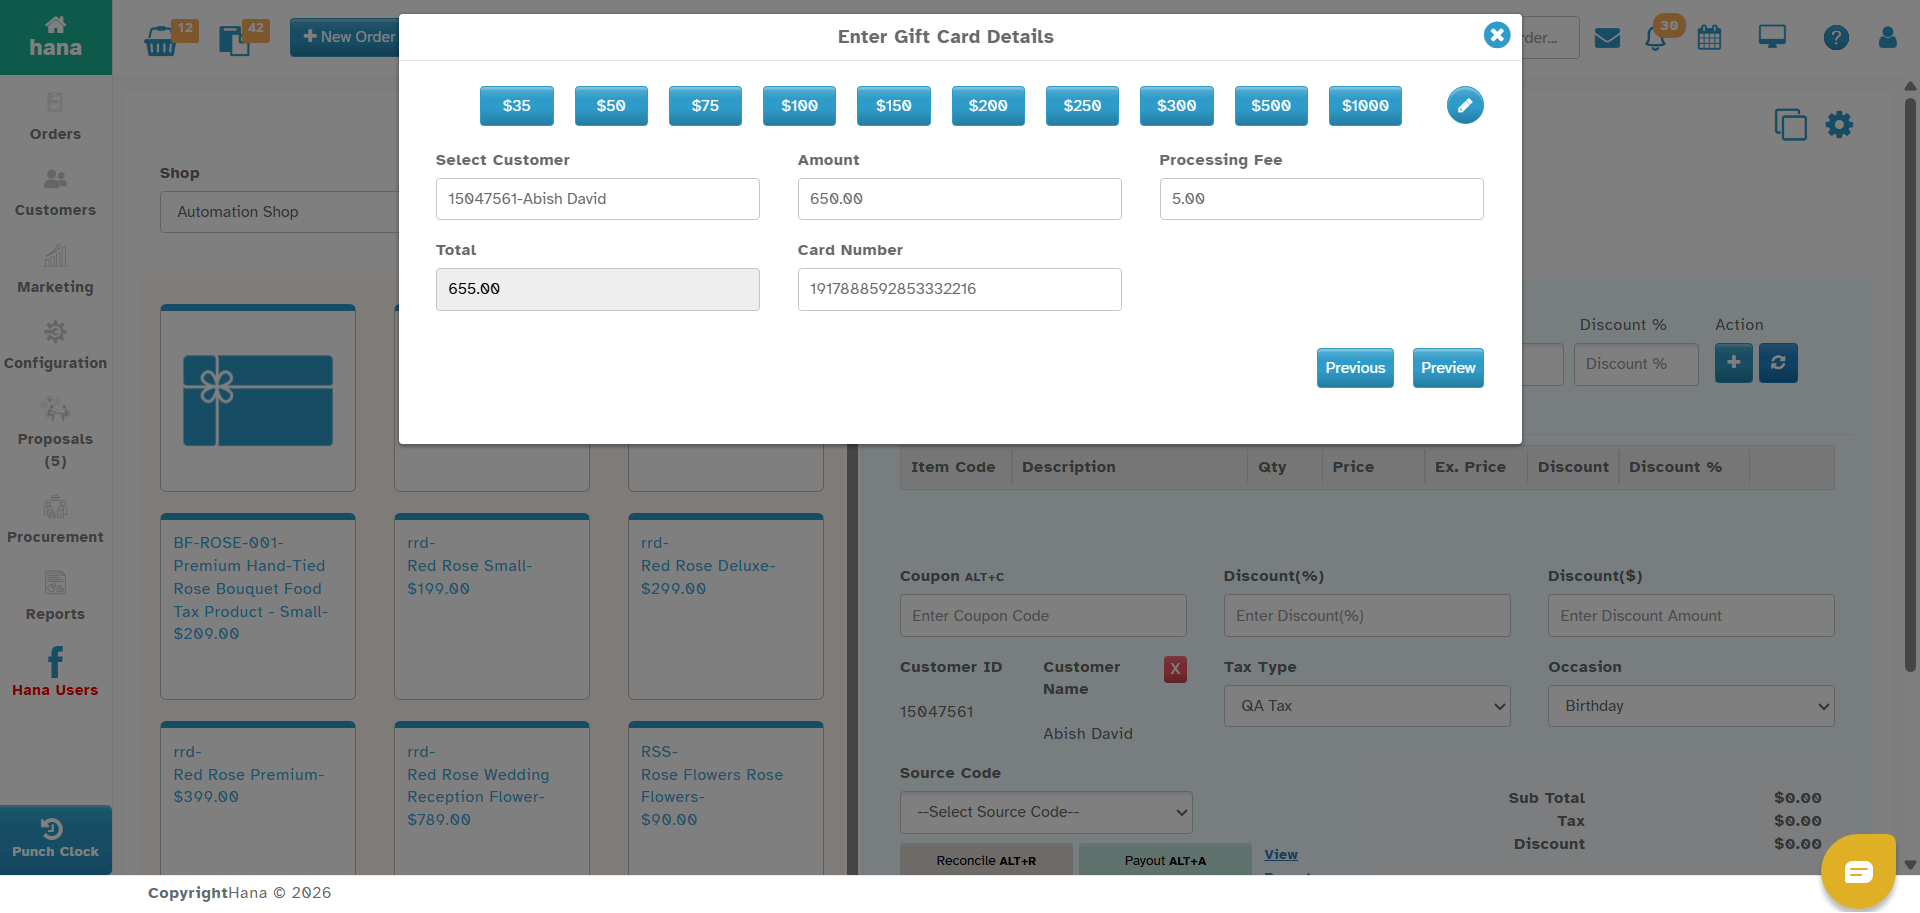 hana
12
42
New Order
Enter Gift Card Details
rder...
30
$35
$50
$75
$100
$150
$200
$250
$300
$500
$1000
Select Customer
Amount
Processing Fee
15047561-Abish David
650.00
5.00
Total
Card Number
655.00
1917888592853332216
Previous
Preview
Orders
Customers
Marketing
Configuration
Proposals
(5)
Procurement
Reports
Hana Users
Punch Clock
Shop
Automation Shop
Discount %
Action
Discount %
Item Code
Description
Qty
Price
Ex. Price
Discount
Discount %
BF-ROSE-001-
Premium Hand-Tied
Rose Bouquet Food
Tax Product - Small-
$209.00
rrd-
Red Rose Small-
$199.00
rrd-
Red Rose Deluxe-
$299.00
rrd-
Red Rose Premium-
$399.00
rrd-
Red Rose Wedding
Reception Flower-
$789.00
RSS-
Rose Flowers Rose
Flowers-
$90.00
Coupon ALT+C
Discount(%)
Discount($)
Enter Coupon Code
Enter Discount(%)
Enter Discount Amount
Customer ID
Customer
Name
X
Tax Type
Occasion
15047561
Abish David
QA Tax
Birthday
Source Code
--Select Source Code--
Sub Total
$0.00
Tax
$0.00
Discount
$0.00
Reconcile ALT+R
Payout ALT+A
View
CopyrightHana © 2026